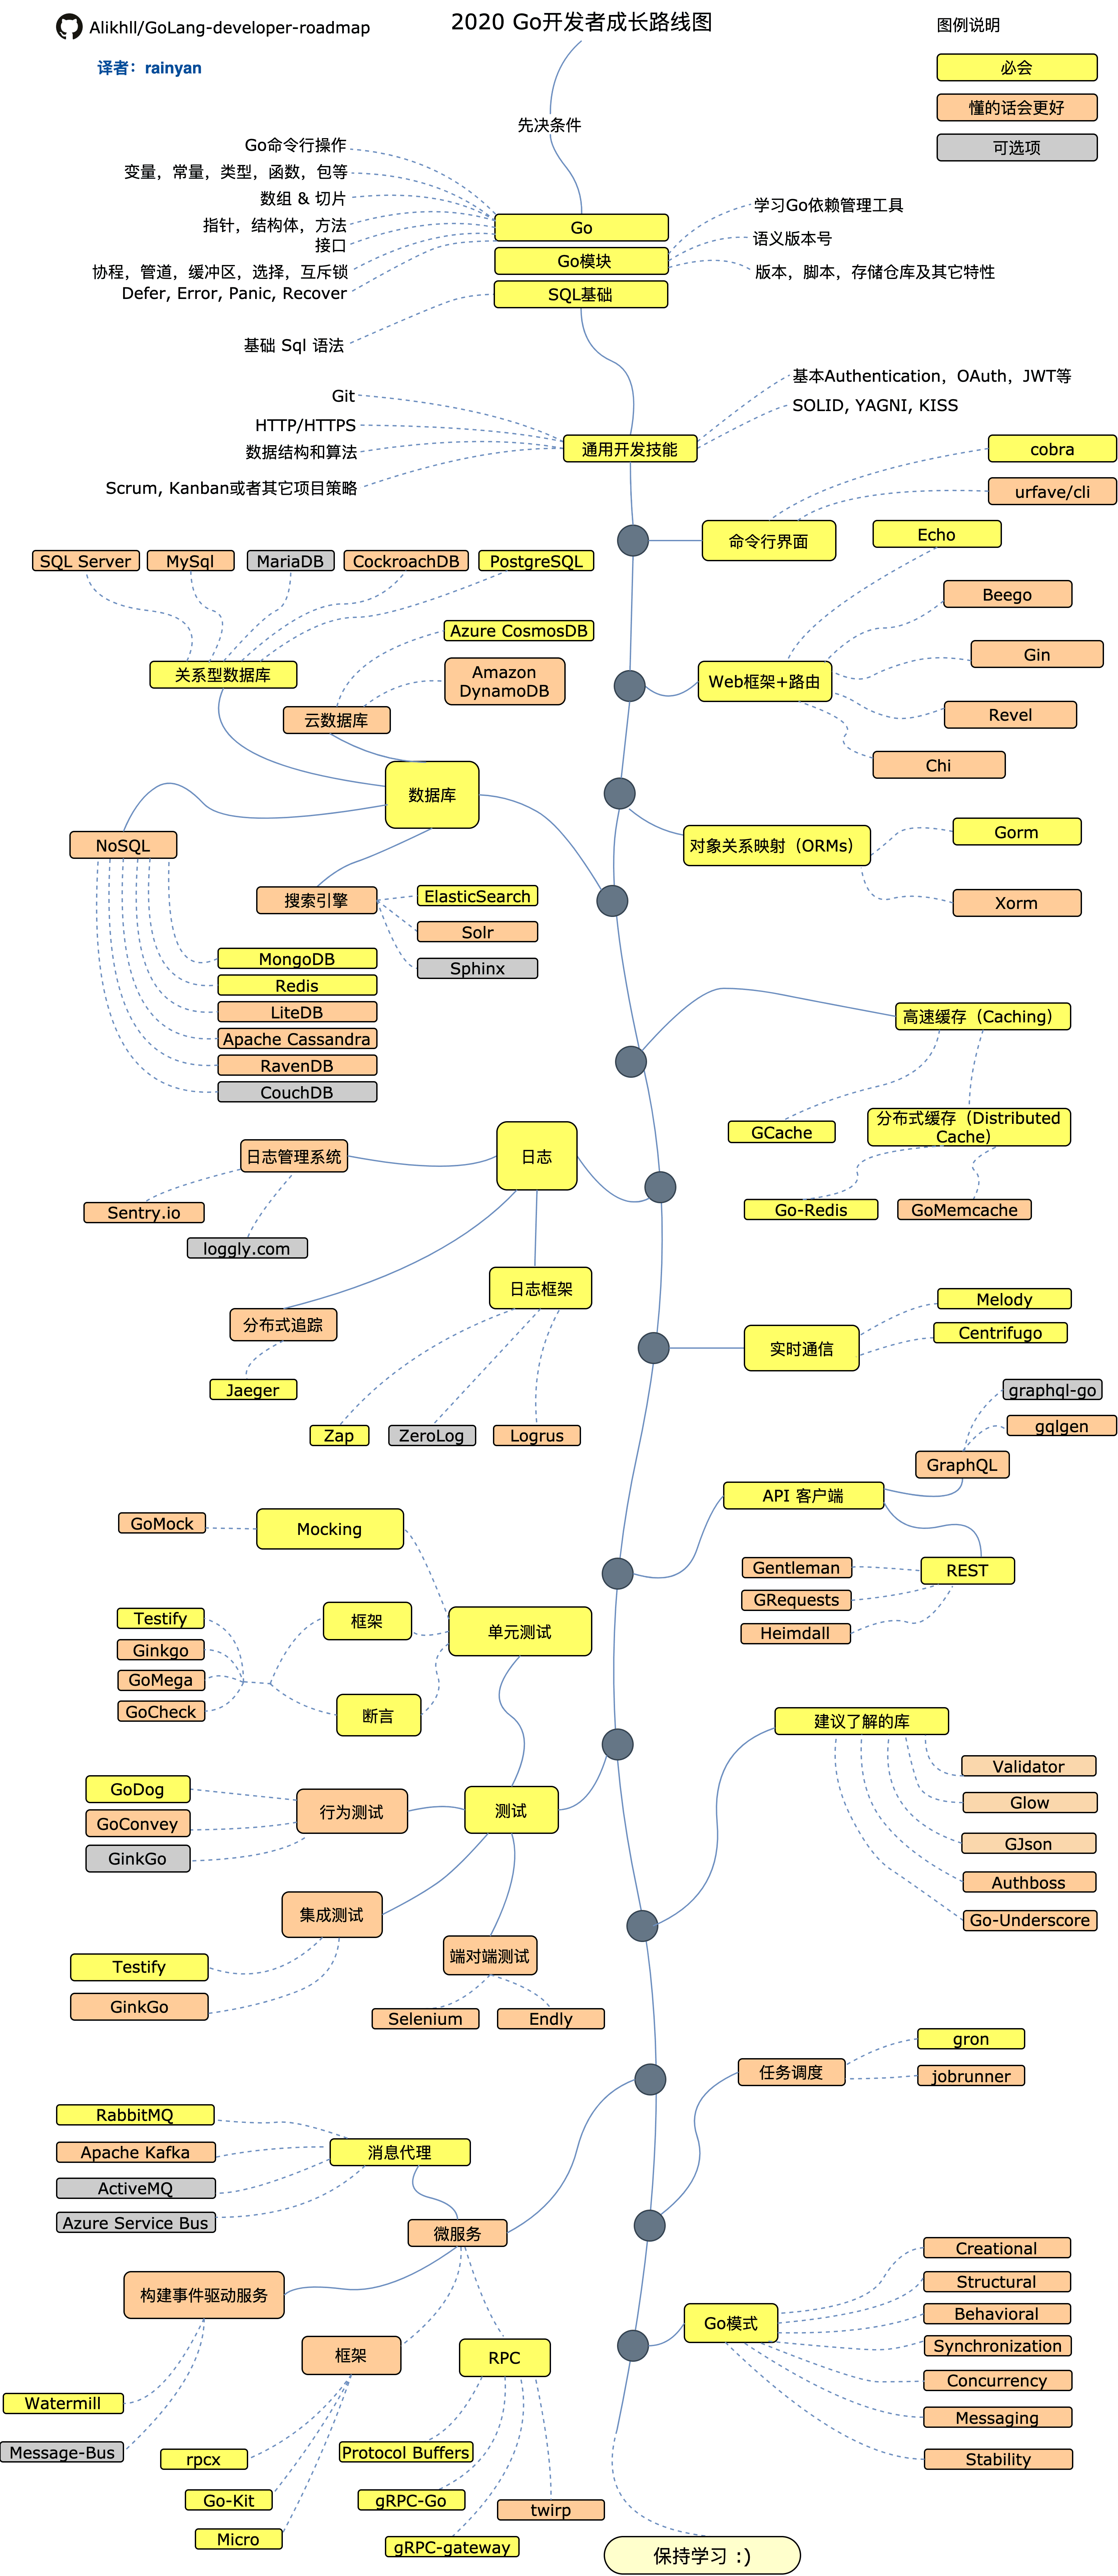 Alikhll/GoLang-developer-roadmap
译者：rainyan
2020 Go开发者成长路线图
图例说明
必会
懂的话会更好
可选项
先决条件
Go命令行操作
变量，常量，类型，函数，包等
数组 & 切片
指针，结构体，方法
接口
协程，管道，缓冲区，选择，互斥锁
Defer, Error, Panic, Recover
Go
Go模块
SQL基础
学习Go依赖管理工具
语义版本号
版本，脚本，存储仓库及其它特性
基础 Sql 语法
Git
HTTP/HTTPS
数据结构和算法
Scrum, Kanban或者其它项目策略
通用开发技能
基本Authentication，OAuth，JWT等
SOLID, YAGNI, KISS
命令行界面
cobra
urfave/cli
Web框架+路由
Echo
Beego
Gin
Revel
Chi
SQL Server
MySql
MariaDB
CockroachDB
PostgreSQL
关系型数据库
Azure CosmosDB
Amazon
DynamoDB
云数据库
数据库
NoSQL
搜索引擎
ElasticSearch
Solr
Sphinx
MongoDB
Redis
LiteDB
Apache Cassandra
RavenDB
CouchDB
对象关系映射（ORMs）
Gorm
Xorm
高速缓存（Caching）
GCache
分布式缓存（Distributed
Cache）
Go-Redis
GoMemcache
日志
日志管理系统
Sentry.io
loggly.com
日志框架
分布式追踪
Jaeger
Zap
ZeroLog
Logrus
实时通信
Melody
Centrifugo
graphql-go
gqlgen
GraphQL
API 客户端
REST
Gentleman
GRequests
Heimdall
GoMock
Mocking
单元测试
框架
断言
Testify
Ginkgo
GoMega
GoCheck
建议了解的库
Validator
Glow
GJson
Authboss
Go-Underscore
测试
行为测试
GoDog
GoConvey
GinkGo
集成测试
Testify
GinkGo
端对端测试
Selenium
Endly
任务调度
gron
jobrunner
RabbitMQ
Apache Kafka
ActiveMQ
Azure Service Bus
消息代理
微服务
构建事件驱动服务
Watermill
Message-Bus
框架
rpcx
Go-Kit
Micro
RPC
Protocol Buffers
gRPC-Go
gRPC-gateway
twirp
Go模式
Creational
Structural
Behavioral
Synchronization
Concurrency
Messaging
Stability
保持学习 :)